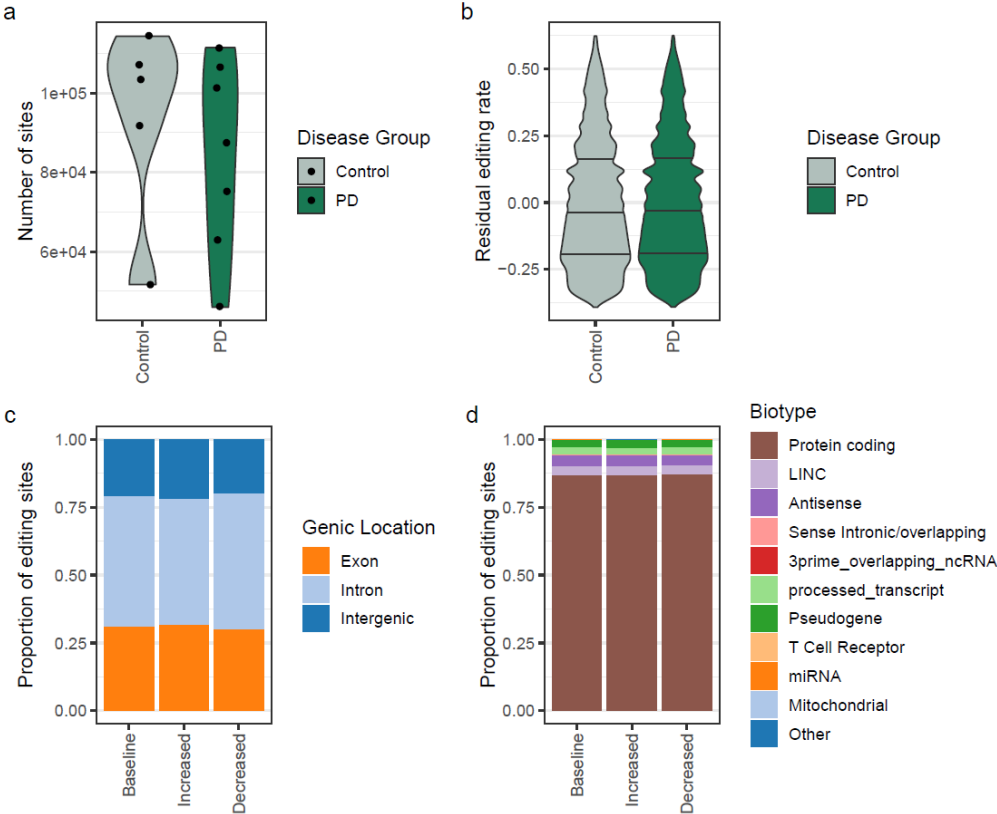 a
Number of sites
1e+05
8e+04
6e+04
Control
PD
Disease Group
Control
PD
b
Residual editing rate
0.50
0.25
0.00
−0.25
Control
PD
Disease Group
Control
PD
c
Proportion of editing sites
1.00
0.75
0.50
0.25
0.00
Baseline
Increased
Decreased
Genic Location
Exon
Intron
Intergenic
d
Proportion of editing sites
1.00
0.75
0.50
0.25
0.00
Baseline
Increased
Decreased
Biotype
Protein coding
LINC
Antisense
Sense Intronic/overlapping
3prime_overlapping_ncRNA
processed_transcript
Pseudogene
T Cell Receptor
miRNA
Mitochondrial
Other